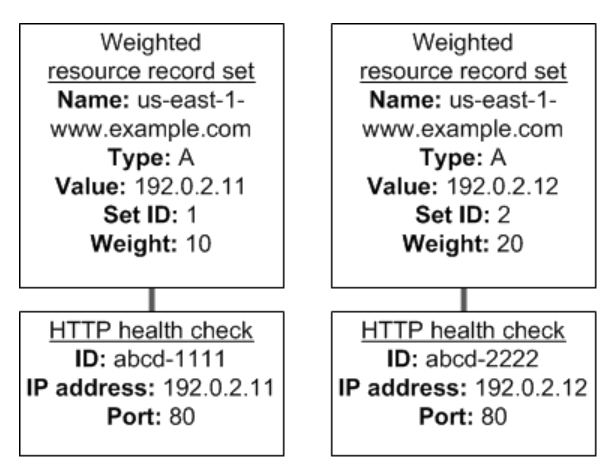 Weighted
resource record set
Name: us-east-1-
www.example.com
Type: A
Value: 192.0.2.11
Set ID: 1
Weight: 10
HTTP health check
ID: abcd-1111
IP address: 192.0.2.11
Port: 80
Weighted
resource record set
Name: us-east-1-
www.example.com
Type: A
Value: 192.0.2.12
Set ID: 2
Weight: 20
HTTP health check
ID: abcd-2222
IP address: 192.0.2.12
Port: 80